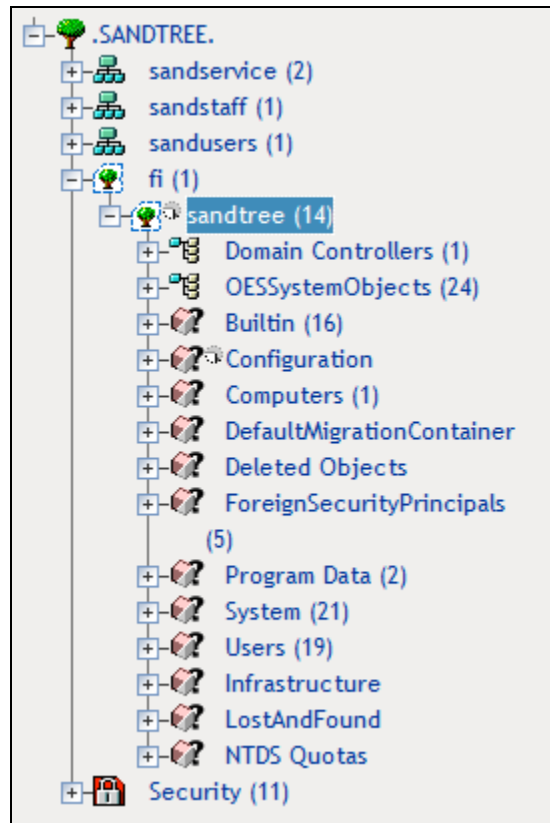 .SANDTREE.
sandservice (2)
sandstaff (1)
sandusers (1)
fi (1)
sandtree (14)
Domain Controllers (1)
OESSystemObjects (24)
Builtin (16)
Configuration
Computers (1)
DefaultMigrationContainer
Deleted Objects
ForeignSecurityPrincipals
(5)
Program Data (2)
System (21)
Users (19)
Infrastructure
LostAndFound
NTDS Quotas
Security (11)